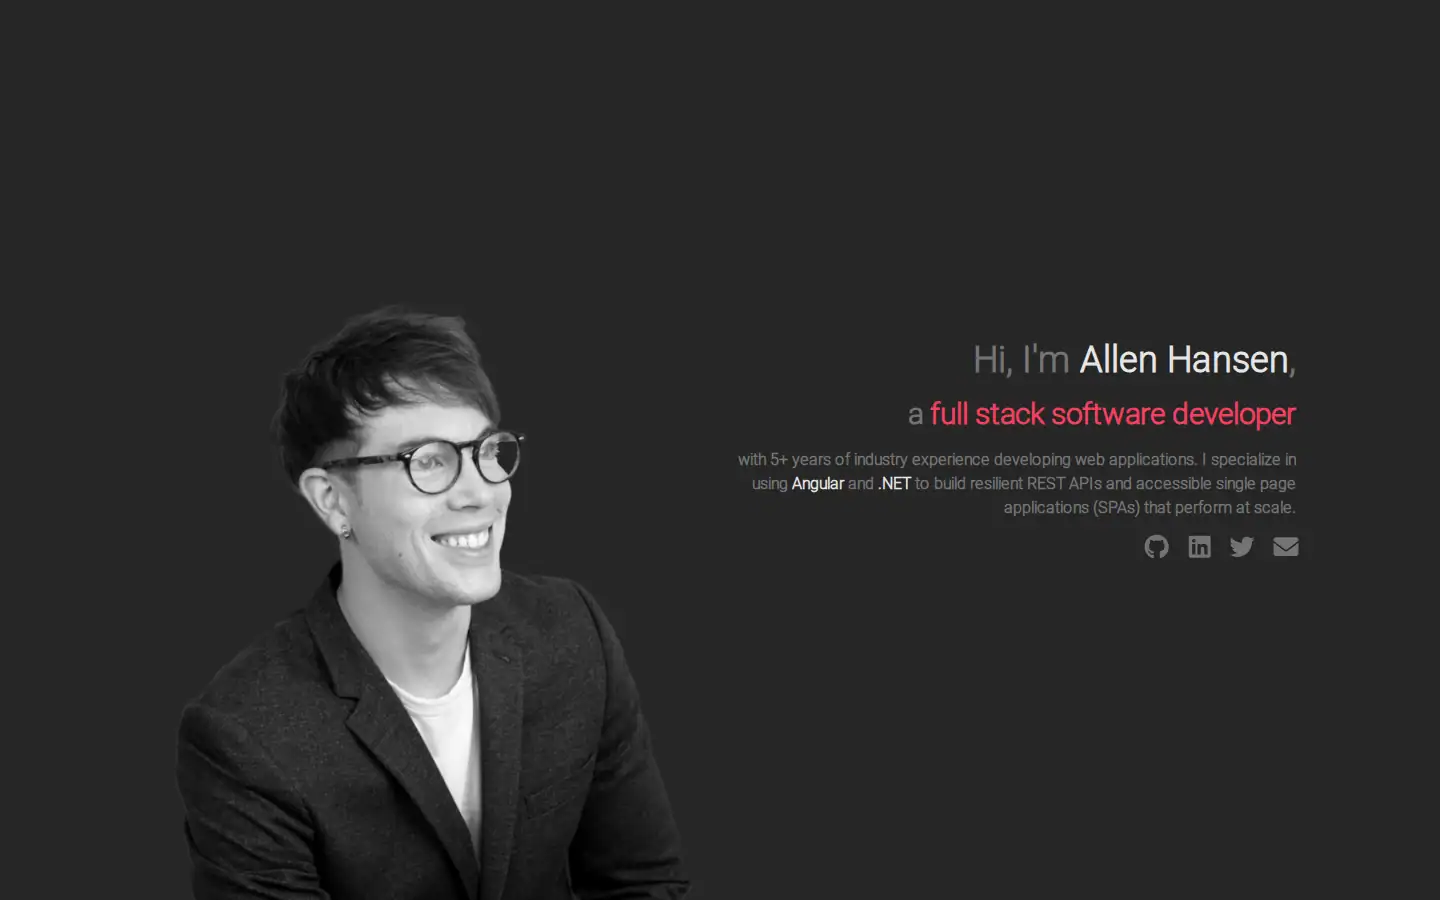 Hi, I'm Allen Hansen,
a full stack software developer
with 5+ years of industry experience developing web applications. I specialize in
using Angular and .NET to build resilient REST APIs and accessible single page
applications (SPAs) that perform at scale.